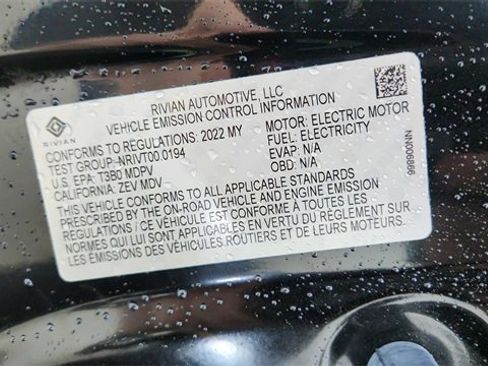 RIVIAN
RIVIAN AUTOMOTIVE, LLC
VEHICLE EMISSION CONTROL INFORMATION
CONFORMS TO REGULATIONS: 2022 MY
TEST GROUP: NRIVT00.0194
U.S. EPA: T3B0 MDPV
CALIFORNIA: ZEV MDV
MOTOR: ELECTRIC MOTOR
FUEL: ELECTRICITY
EVAP: N/A
OBD: N/A
THIS VEHICLE CONFORMS TO ALL APPLICABLE STANDARDS
PRESCRIBED BY THE ON-ROAD VEHICLE AND ENGINE EMISSION
REGULATIONS / CE VÉHICULE EST CONFORME À TOUTES LES
NORMES QUI LUI SONT APPLICABLES EN VERTU DU RÈGLEMENT SUR
LES ÉMISSIONS DES VÉHICULES ROUTIERS ET DE LEURS MOTEURS.
NN006866